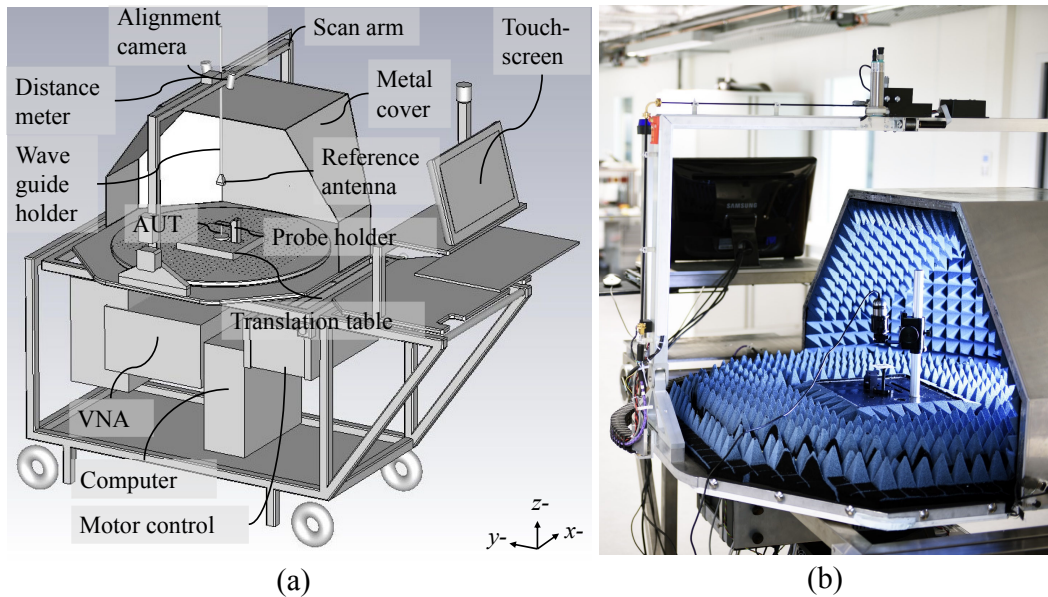 Alignment
camera
Scan arm
Touch-
screen
Distance
meter
Metal
cover
Wave
guide
holder
Reference
antenna
AUT
Probe holder
Translation table
VNA
Computer
Motor control
z-
y-
x-
SAMSUNG
(a)
(b)